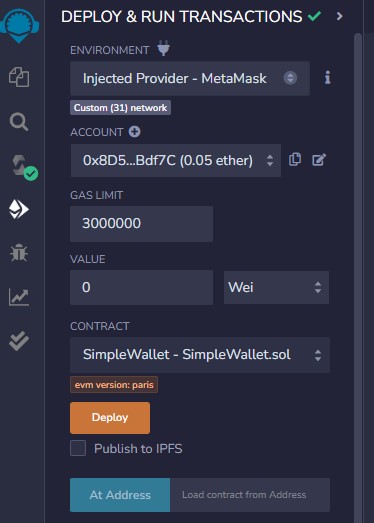 DEPLOY & RUN TRANSACTIONS
ENVIRONMENT
Injected Provider - MetaMask
Custom (31) network
ACCOUNT
0x8D5...Bdf7C (0.05 ether)
GAS LIMIT
3000000
VALUE
0 Wei
CONTRACT
SimpleWallet - SimpleWallet.sol
evm version: paris
Deploy
Publish to IPFS
At Address Load contract from Address